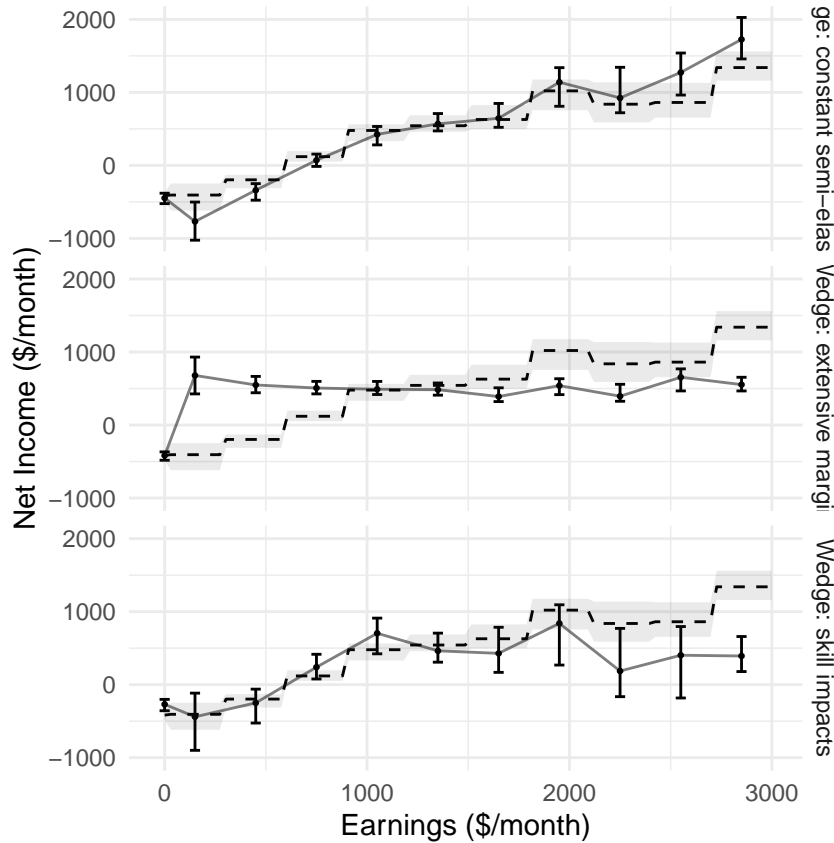 2000
1000
0
−1000
ge: constant semi−elas
2000
1000
0
−1000
Wedge: extensive margi
2000
1000
0
−1000
Wedge: skill impacts
Net Income ($/month)
0 1000 2000 3000
Earnings ($/month)